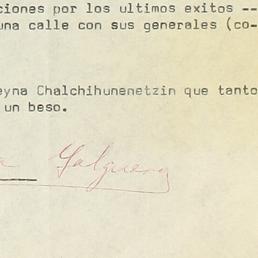 ciones por los ultimos exitos --
una calle con sus generales (co-
eyna Chalchihunenetzin que tanto
un beso.